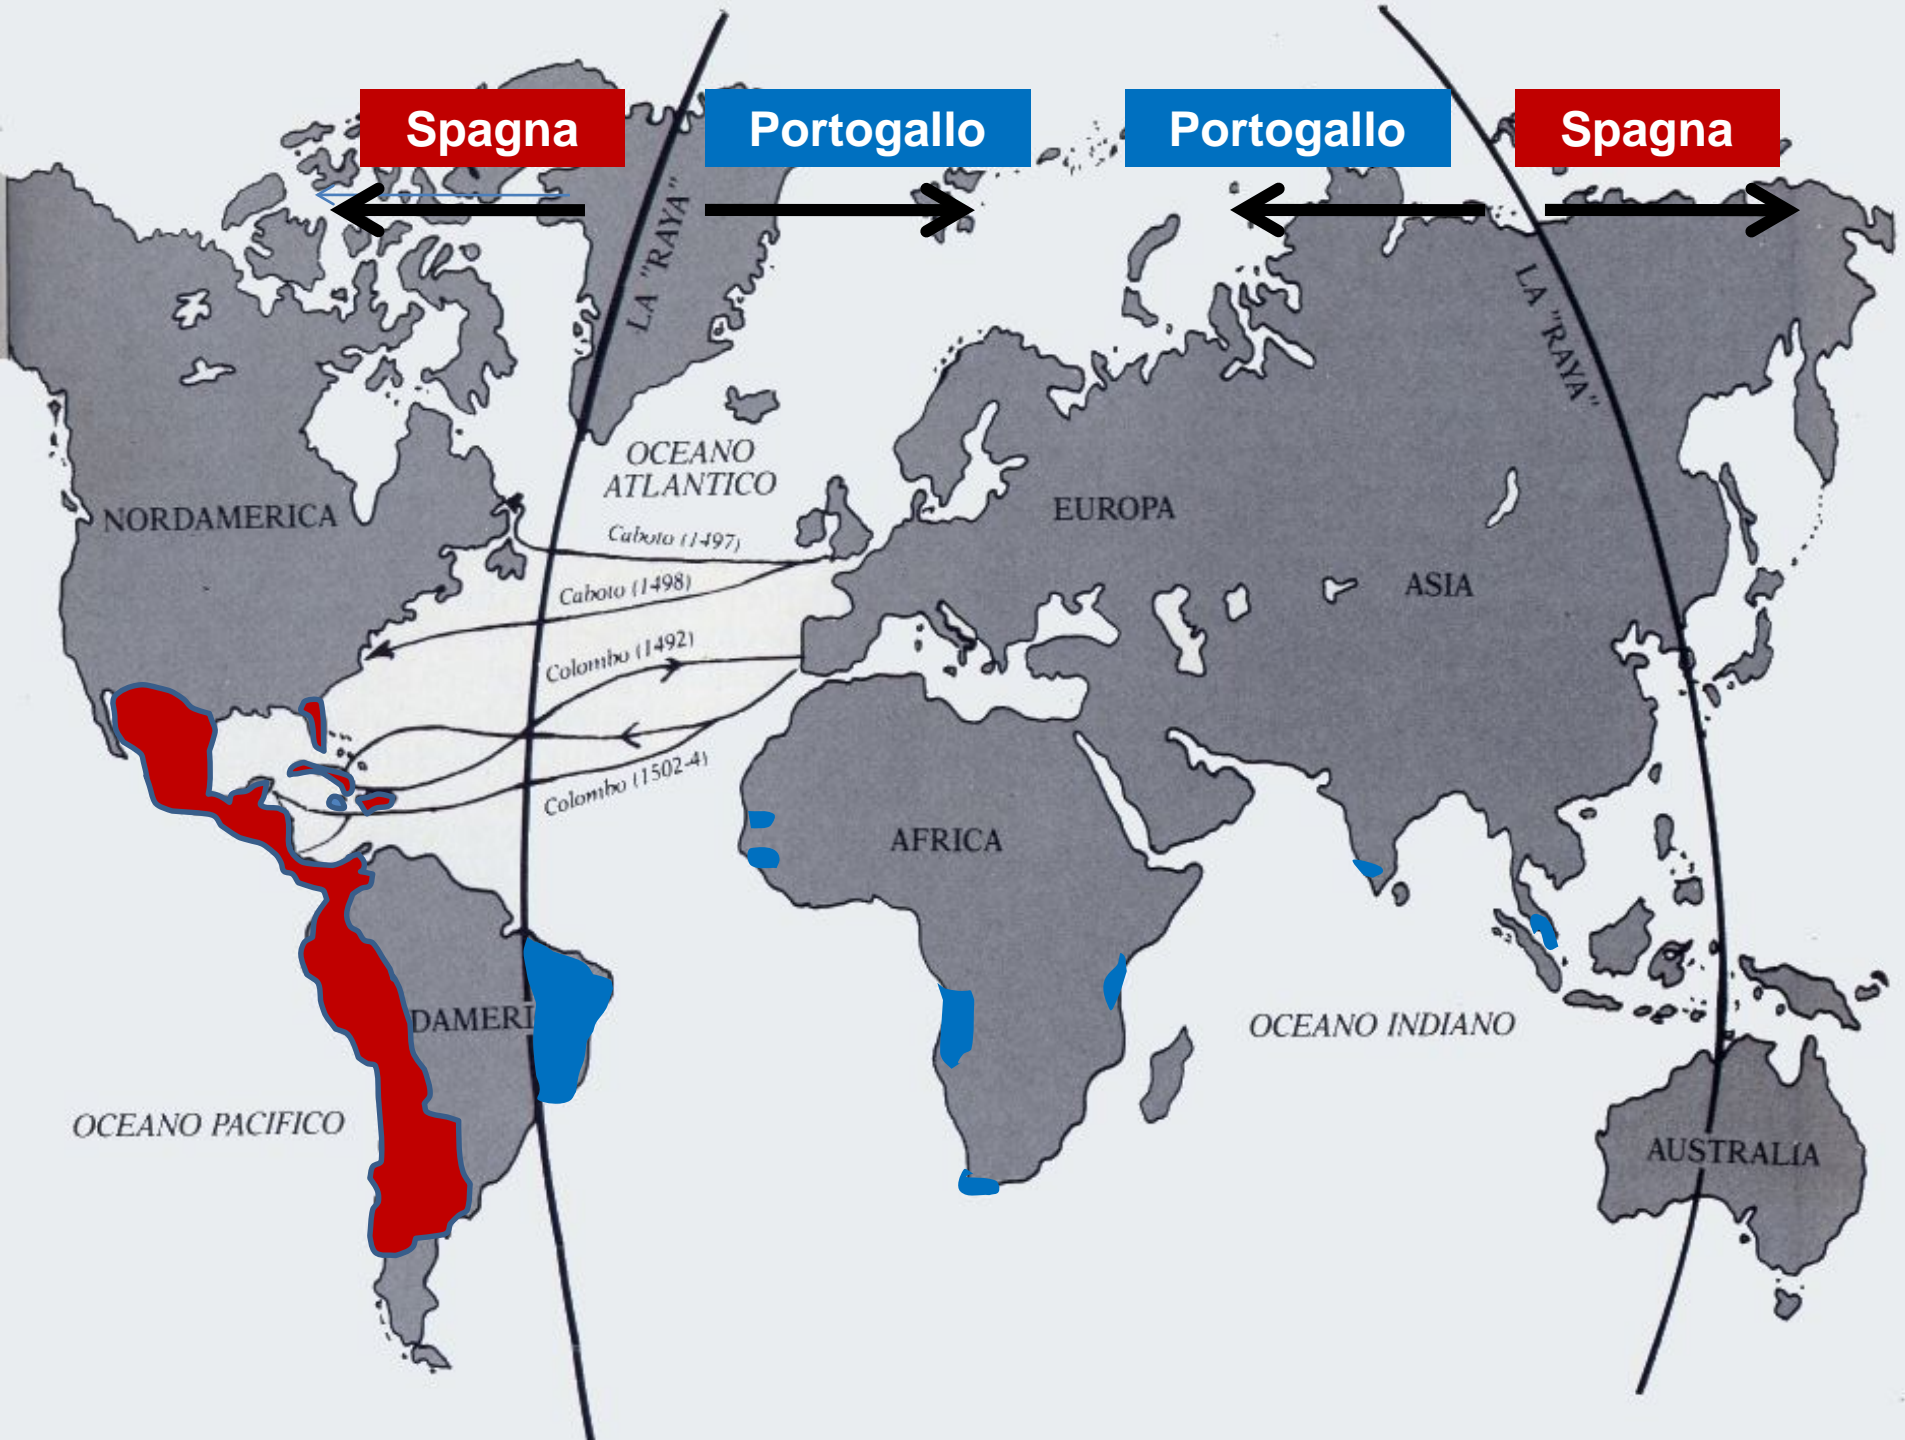 Spagna
Portogallo
Portogallo
Spagna
LA "RAYA"
LA "RAYA"
OCEANO
ATLANTICO
NORDAMERICA
EUROPA
Caboto (1497)
ASIA
Caboto (1498)
Colombo (1492)
Colombo (1502-4)
AFRICA
DAMERI
OCEANO INDIANO
OCEANO PACIFICO
AUSTRALIA